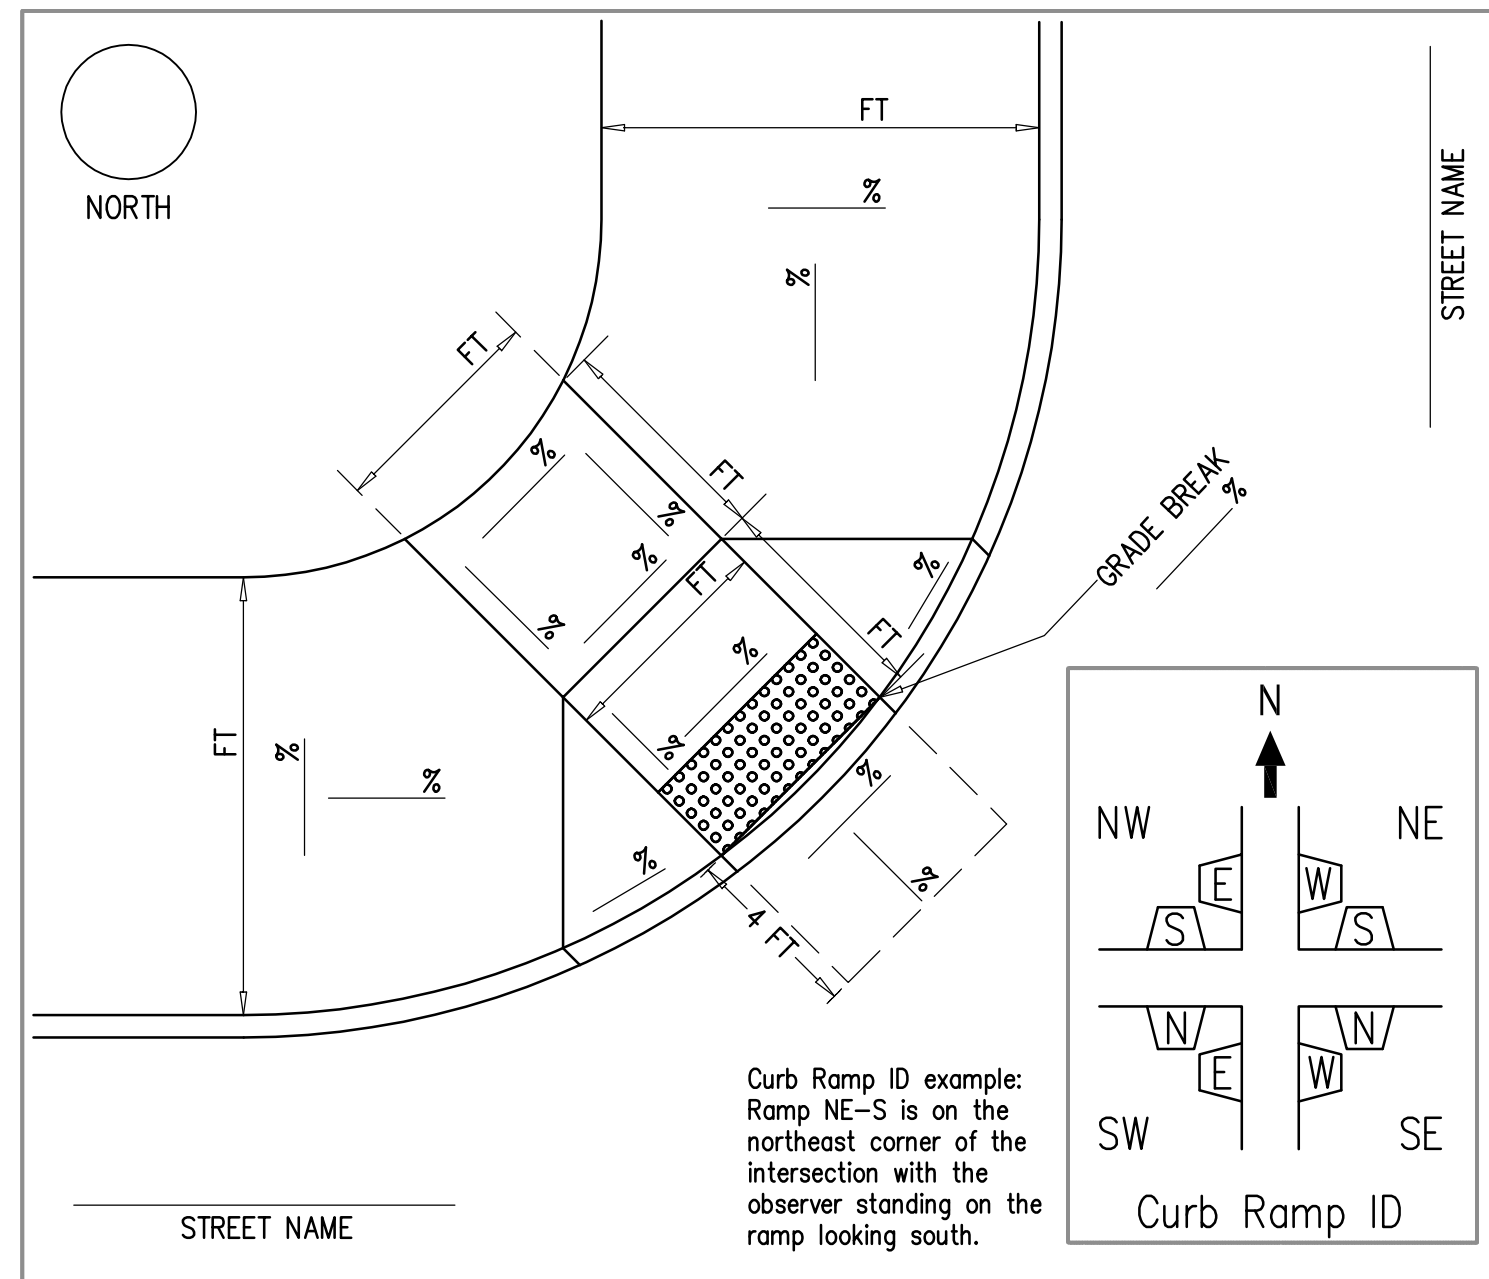 FT
%
%
NORTH
STREET NAME
FT
%
FT
%
%
GRADE BREAK
%
FT
%
%
FT
%
%
FT
%
%
%
%
%
%
4 FT
STREET NAME
Curb Ramp ID example:
Ramp NE-S is on the
northeast corner of the
intersection with the
observer standing on the
ramp looking south.
N
NW NE
E W
S S
N N
E W
SW SE
Curb Ramp ID